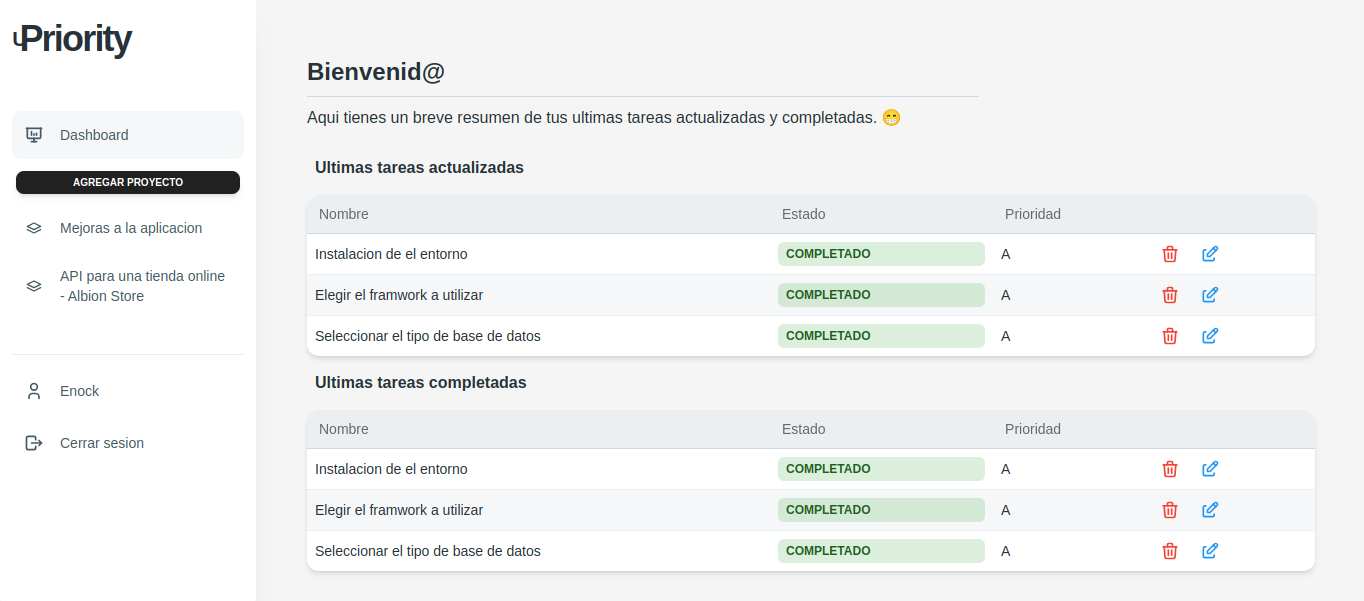 uPriority
Dashboard
AGREGAR PROYECTO
Mejoras a la aplicacion
API para una tienda online
- Albion Store
Enock
Cerrar sesion
Bienvenid@
Aqui tienes un breve resumen de tus ultimas tareas actualizadas y completadas. 😁
Ultimas tareas actualizadas
Nombre Estado Prioridad
Instalacion de el entorno COMPLETADO A
Elegir el framwork a utilizar COMPLETADO A
Seleccionar el tipo de base de datos COMPLETADO A
Ultimas tareas completadas
Nombre Estado Prioridad
Instalacion de el entorno COMPLETADO A
Elegir el framwork a utilizar COMPLETADO A
Seleccionar el tipo de base de datos COMPLETADO A